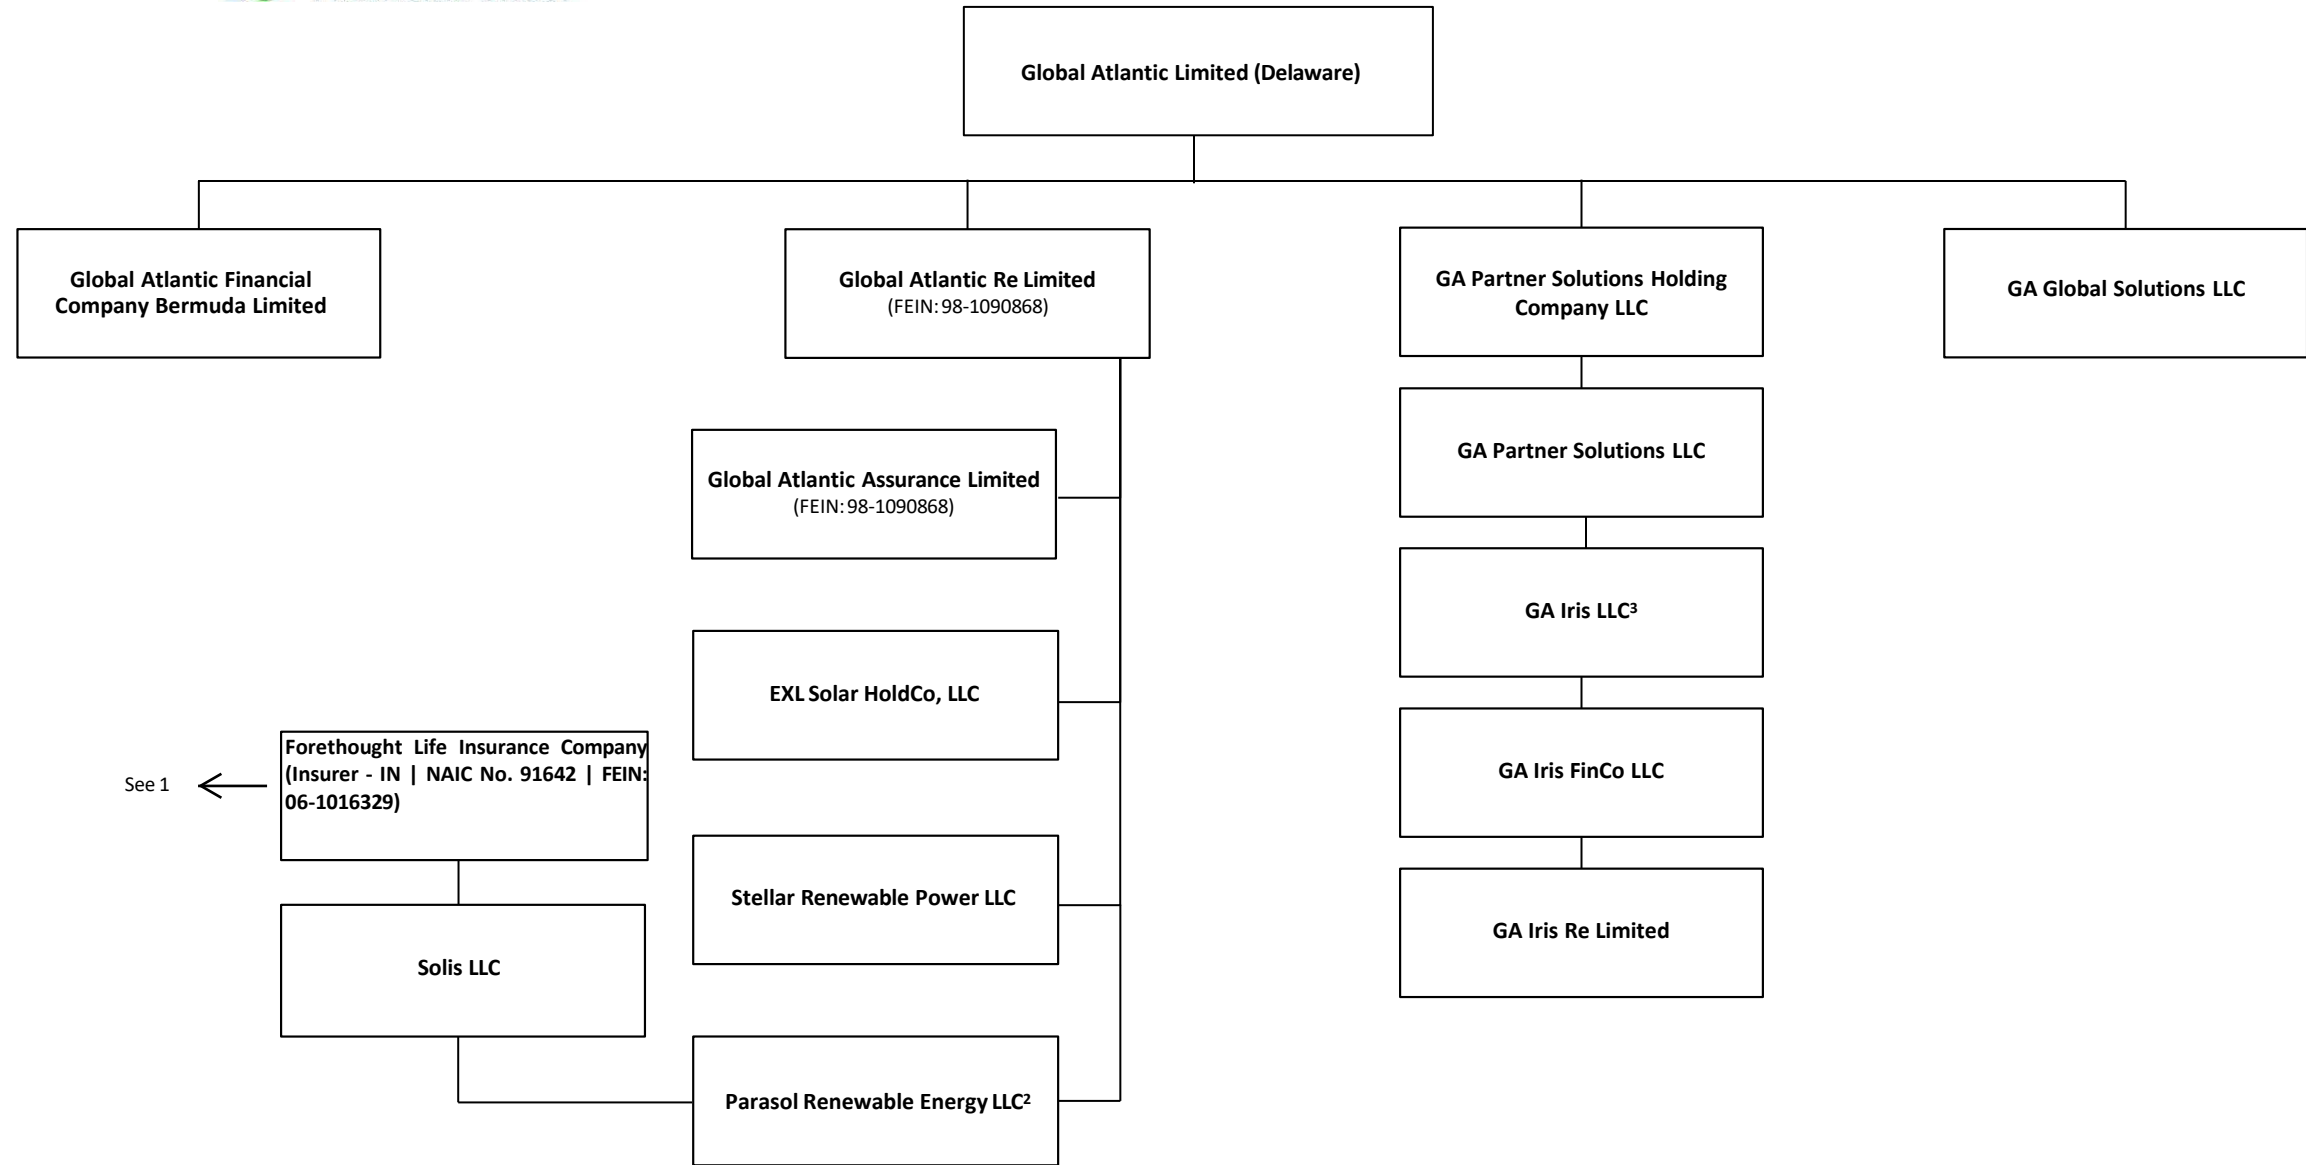 Global Atlantic Limited (Delaware)
Global Atlantic Financial
Company Bermuda Limited
Global Atlantic Re Limited
(FEIN: 98-1090868)
GA Partner Solutions Holding
Company LLC
GA Global Solutions LLC
Global Atlantic Assurance Limited
(FEIN: 98-1090868)
GA Partner Solutions LLC
EXL Solar HoldCo, LLC
GA Iris LLC³
See 1
Forethought Life Insurance Company
(Insurer - IN | NAIC No. 91642 | FEIN:
06-1016329)
GA Iris FinCo LLC
Stellar Renewable Power LLC
GA Iris Re Limited
Solis LLC
Parasol Renewable Energy LLC²